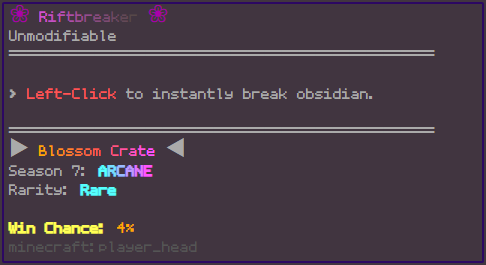 Riftbreaker
Unmodifiable
> Left-Click to instantly break obsidian.
▶ Blossom Crate ◀
Season 7: ARCANE
Rarity: Rare
Win Chance: 4%
minecraft:player_head